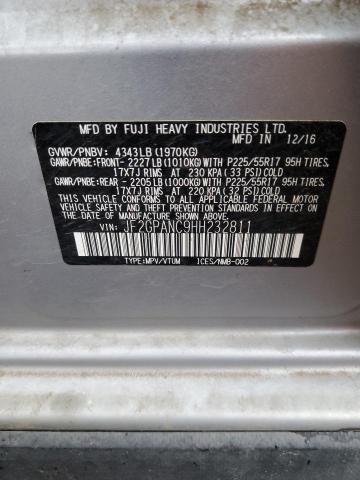 MFD BY FUJI HEAVY INDUSTRIES LTD.
MFD IN 12/16
GVWR/PNBV: 4343LB (1970KG)
GAWR/PNBE:FRONT- 2227LB(1010KG)WITH P225/55R17 95H TIRES,
17X7J RIMS AT 230 KPA( 33 PSI)COLD
GAWR/PNBE:REAR - 2205LB(1000KG)WITH P225/55R17 95H TIRES,
17X7J RIMS AT 220 KPA( 32 PSI)COLD
THIS VEHICLE CONFORMS TO ALL
APPLICABLE FEDERAL MOTOR VEHICLE
SAFETY, BUMPER, AND THEFT
PREVENTION STANDARDS IN EFFECT
ON THE DATE OF MANUFACTURE SHOWN
ABOVE.
VIN: JF2GPANC9HH232811
TYPE:MPV/VTUM ICES/NMB-002